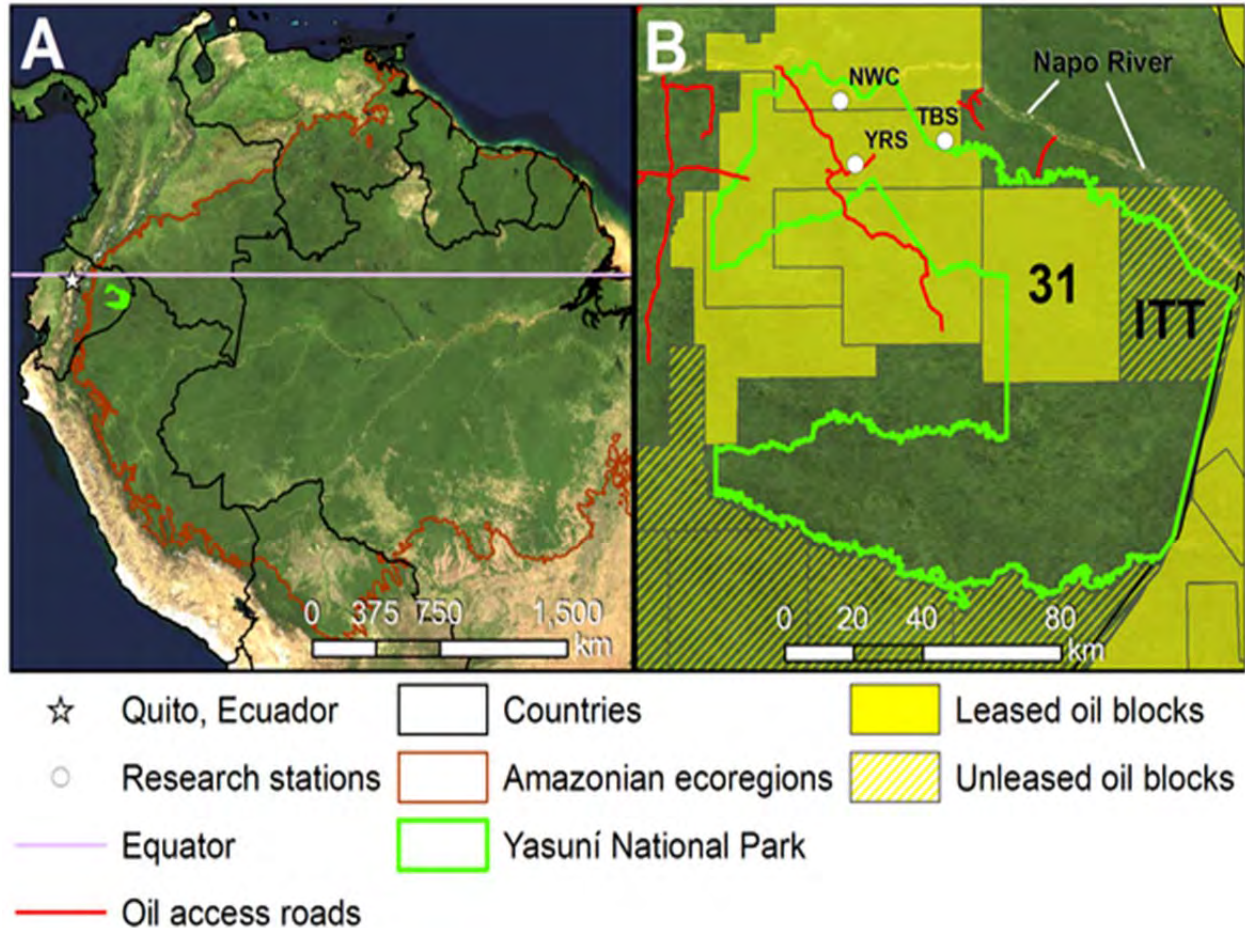 A
0 375 750 1,500
km
B
NWC
Napo River
TBS
YRS
31
ITT
0 20 40 80
km
Quito, Ecuador
Countries
Leased oil blocks
Research stations
Amazonian ecoregions
Unleased oil blocks
Equator
Yasuní National Park
Oil access roads